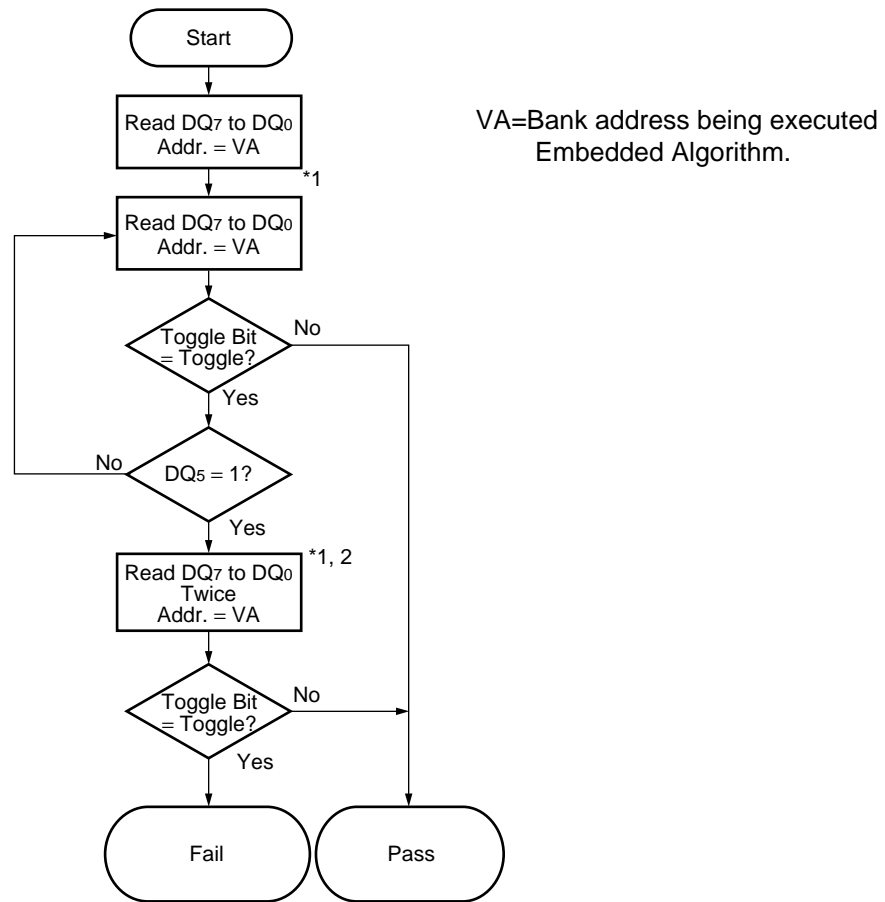 Start
VA=Bank address being executed
Embedded Algorithm.
Read DQ7 to DQ0
Addr. = VA
*1
Read DQ7 to DQ0
Addr. = VA
Toggle Bit
= Toggle?
No
Yes
No
DQ5 = 1?
Yes
*1, 2
Read DQ7 to DQ0
Twice
Addr. = VA
Toggle Bit
= Toggle?
No
Yes
Fail
Pass